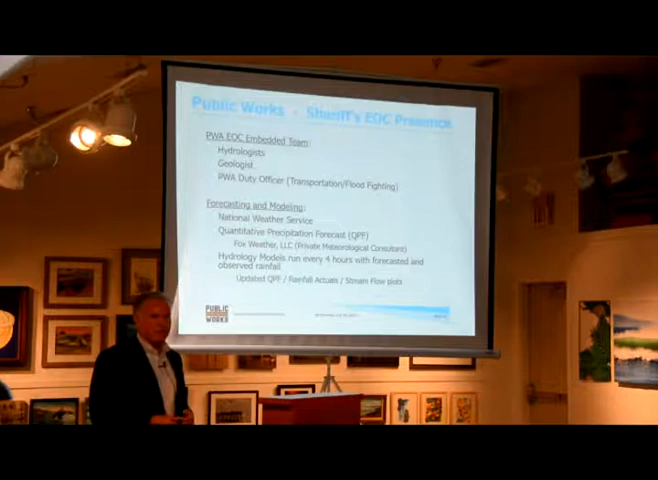 Public Works - Sheriff's EOC Presence
PWA EOC Embedded Team:
Hydrologists
Geologist
PWA Duty Officer (Transportation/Flood Fighting)
Forecasting and Modeling:
National Weather Service
Quantitative Precipitation Forecast (QPF)
Fox Weather, LLC (Private Meteorological Consultant)
Hydrology Models run every 4 hours with forecasted and
observed rainfall
Updated QPF / Rainfall Actuals / Stream Flow plots
PUBLIC
WORKS